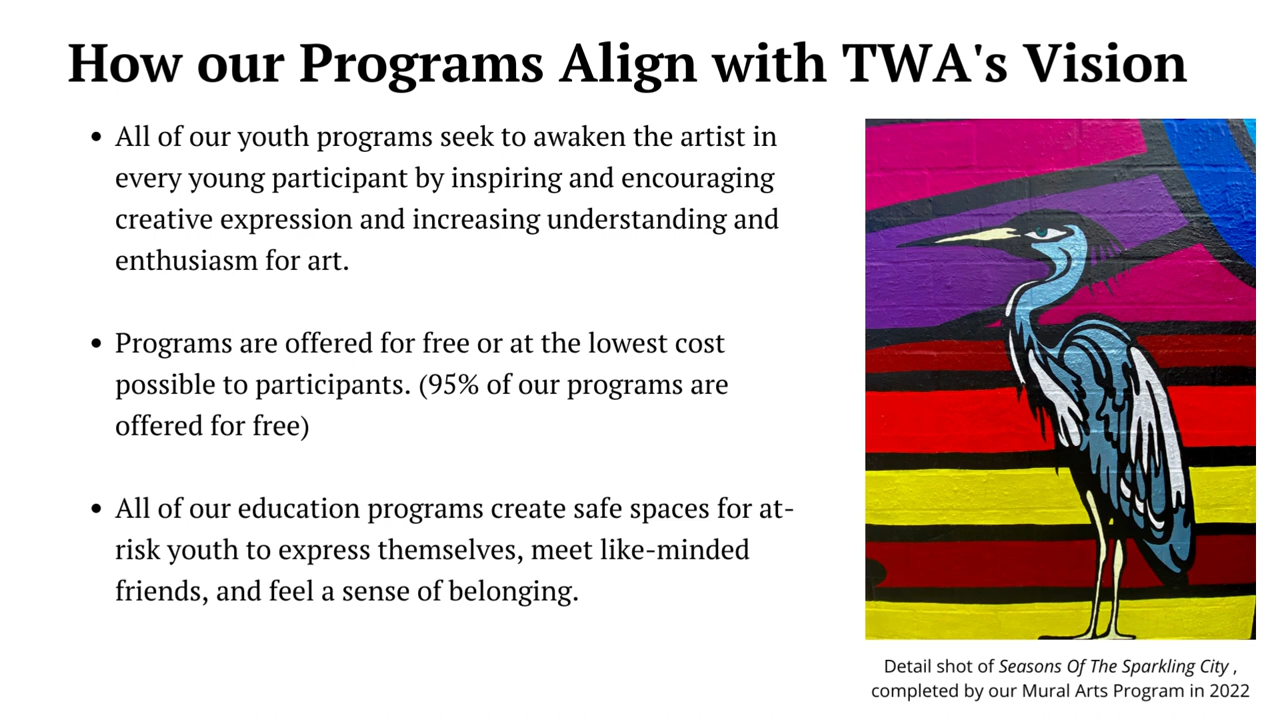 How our Programs Align with TWA's Vision
• All of our youth programs seek to awaken the artist in
every young participant by inspiring and encouraging
creative expression and increasing understanding and
enthusiasm for art.
• Programs are offered for free or at the lowest cost
possible to participants. (95% of our programs are
offered for free)
• All of our education programs create safe spaces for at-
risk youth to express themselves, meet like-minded
friends, and feel a sense of belonging.
Detail shot of Seasons Of The Sparkling City ,
completed by our Mural Arts Program in 2022